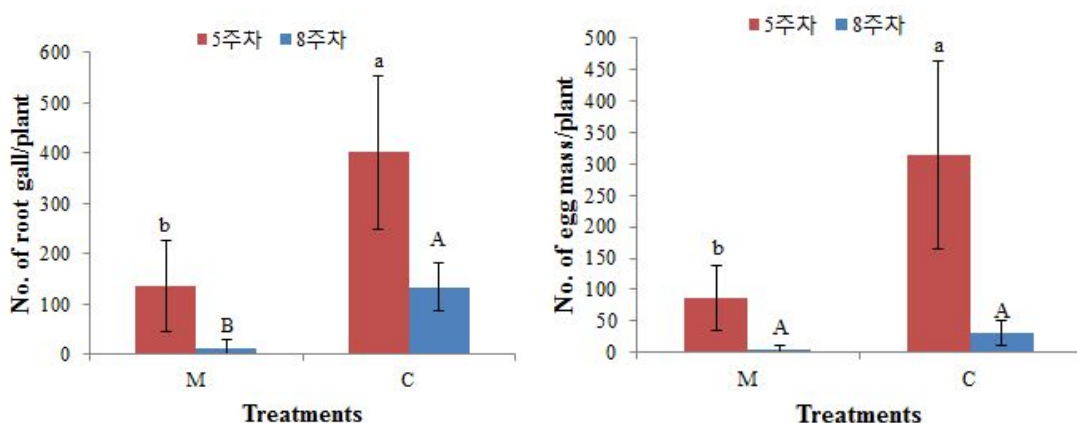 5주차 8주차
No. of root gall/plant
600
500
400
300
200
100
0
b
B
a
A
M C
Treatments
5주차 8주차
No. of egg mass/plant
500
450
400
350
300
250
200
150
100
50
0
b
A
a
A
M C
Treatments